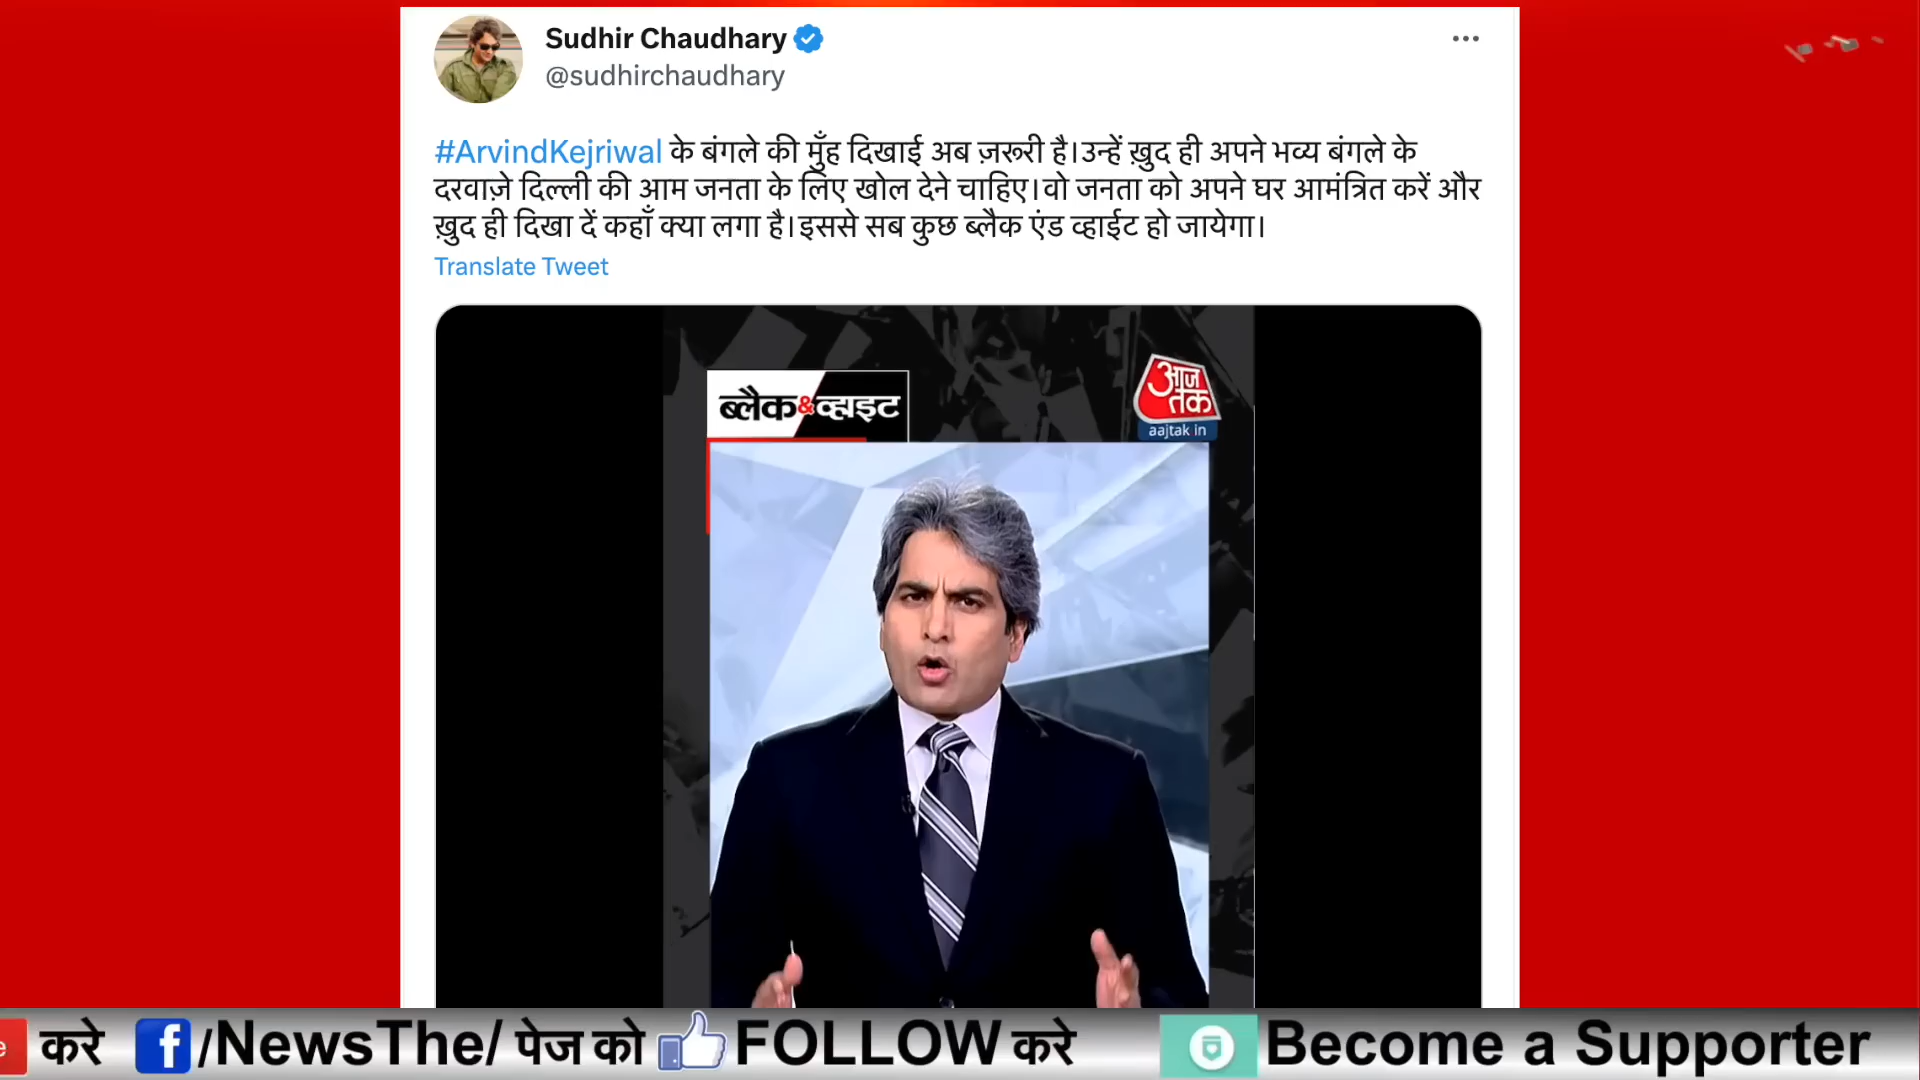 Sudhir Chaudhary
@sudhirchaudhary
#ArvindKejriwal के बंगले की मुँह दिखाई अब ज़रूरी है।उन्हें ख़ुद ही अपने भव्य बंगले के
दरवाज़े दिल्ली की आम जनता के लिए खोल देने चाहिए।वो जनता को अपने घर आमंत्रित करें और
ख़ुद ही दिखा दें कहाँ क्या लगा है।इससे सब कुछ ब्लैक एंड व्हाईट हो जायेगा।
Translate Tweet
ब्लैक&व्हाइट
आज
तक
aajtak in
e करे f/NewsThe/ पेज को FOLLOW करे Become a Supporter